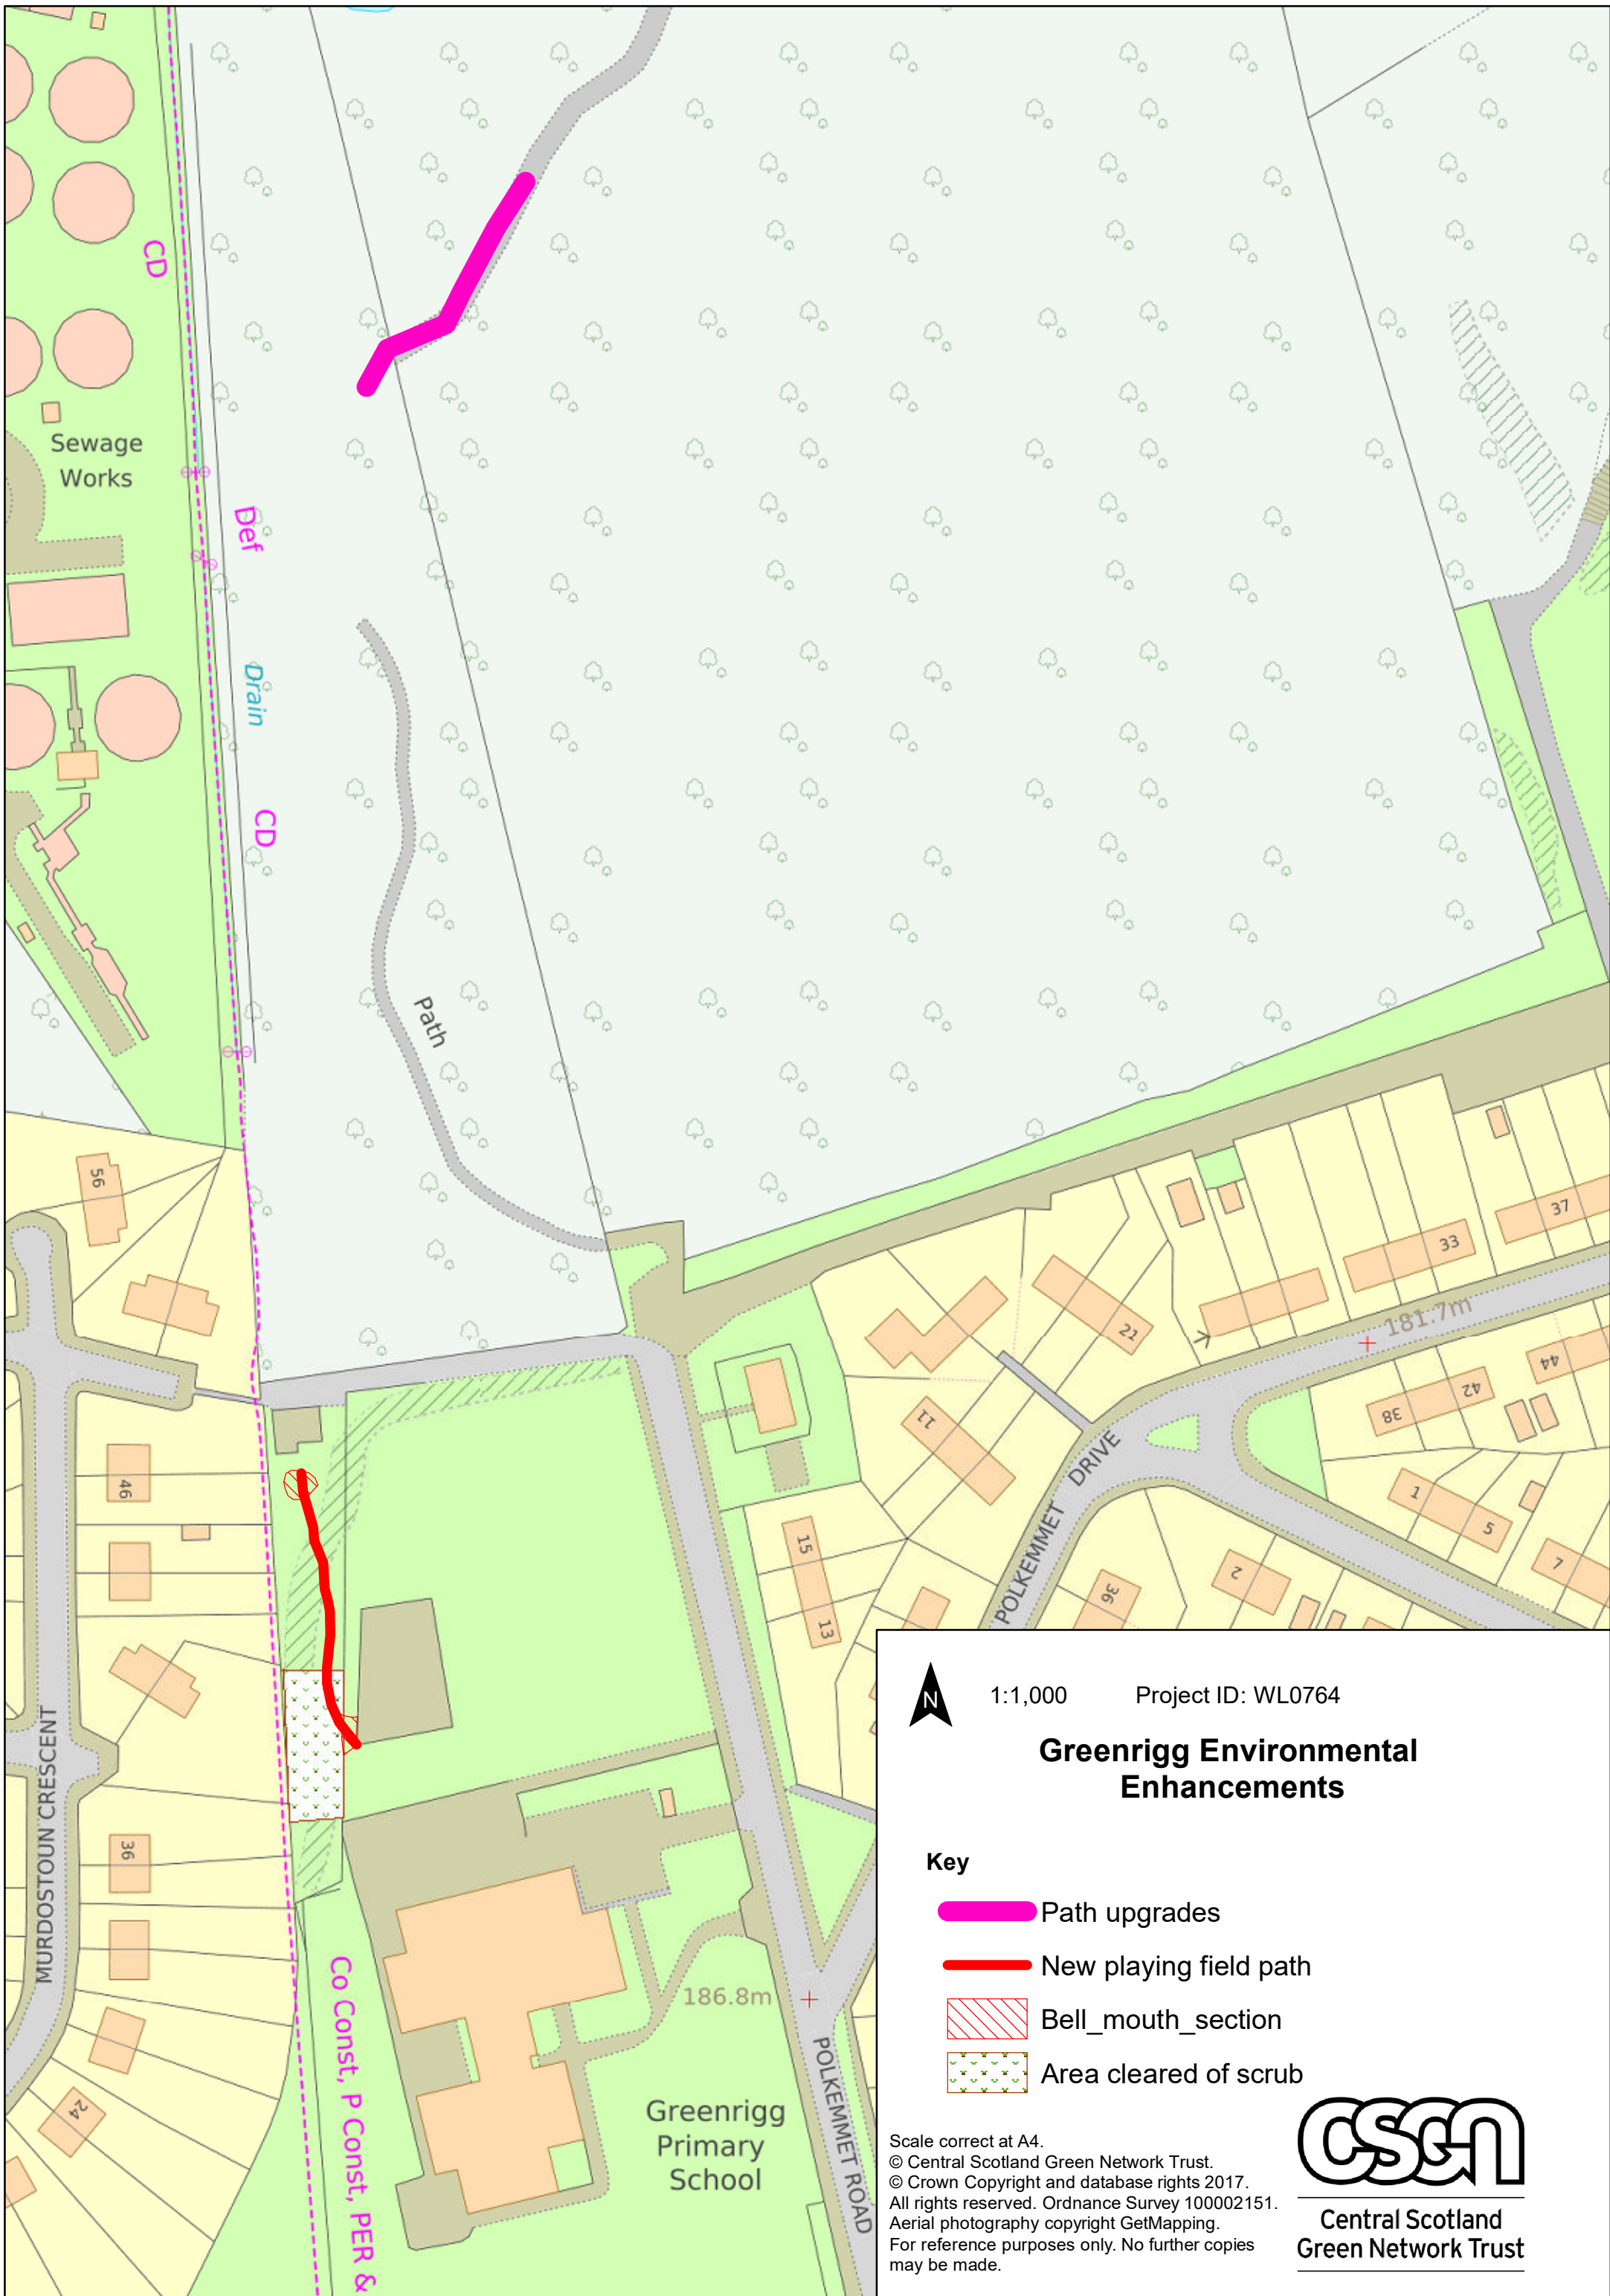 CD
Sewage
Works
Def
Drain
CD
Path
56
37
33
181.7m
21
44
42
38
11
POLKEMMET DRIVE
46
1
5
15
2
7
36
13
MURDOSTOUN CRESCENT
36
24
Co Const, P Const, PER &
186.8m
POLKEMMET ROAD
Greenrigg
Primary
School
N
1:1,000 Project ID: WL0764
Greenrigg Environmental
Enhancements
Key
Path upgrades
New playing field path
Bell_mouth_section
Area cleared of scrub
Scale correct at A4.
© Central Scotland Green Network Trust.
© Crown Copyright and database rights 2017.
All rights reserved. Ordnance Survey 100002151.
Aerial photography copyright GetMapping.
For reference purposes only. No further copies
may be made.
CSGN
Central Scotland
Green Network Trust